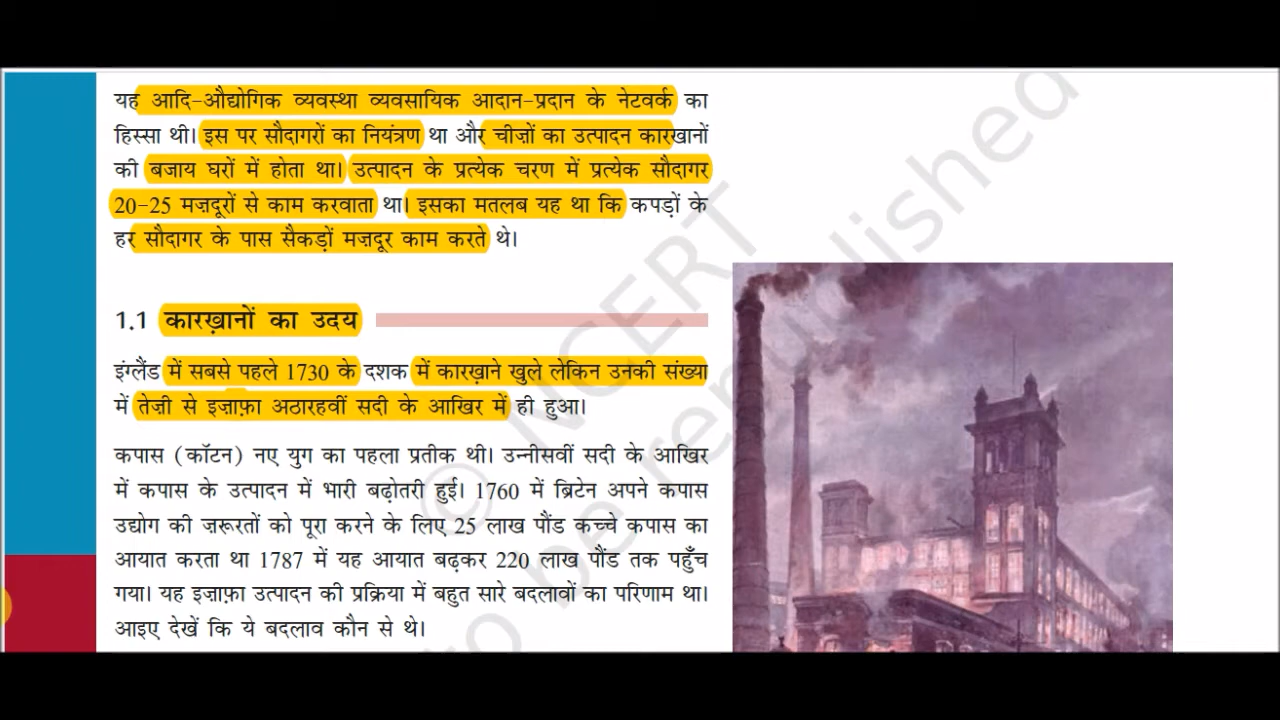 यह आदि-औद्योगिक व्यवस्था व्यवसायिक आदान-प्रदान के नेटवर्क का
हिस्सा थी। इस पर सौदागरों का नियंत्रण था और चीज़ों का उत्पादन कारखानों
की बजाय घरों में होता था। उत्पादन के प्रत्येक चरण में प्रत्येक सौदागर
20-25 मज़दूरों से काम करवाता था। इसका मतलब यह था कि कपड़ों के
हर सौदागर के पास सैकड़ों मज़दूर काम करते थे।
1.1 कारख़ानों का उदय
इंग्लैंड में सबसे पहले 1730 के दशक में कारख़ाने खुले लेकिन उनकी संख्या
में तेज़ी से इज़ाफ़ा अठारहवीं सदी के आखिर में ही हुआ।
कपास (कॉटन) नए युग का पहला प्रतीक थी। उन्नीसवीं सदी के आखिर
में कपास के उत्पादन में भारी बढ़ोतरी हुई। 1760 में ब्रिटेन अपने कपास
उद्योग की ज़रूरतों को पूरा करने के लिए 25 लाख पौंड कच्चे कपास का
आयात करता था 1787 में यह आयात बढ़कर 220 लाख पौंड तक पहुँच
गया। यह इज़ाफ़ा उत्पादन की प्रक्रिया में बहुत सारे बदलावों का परिणाम था।
आइए देखें कि ये बदलाव कौन से थे।
© NCERT
to be republished